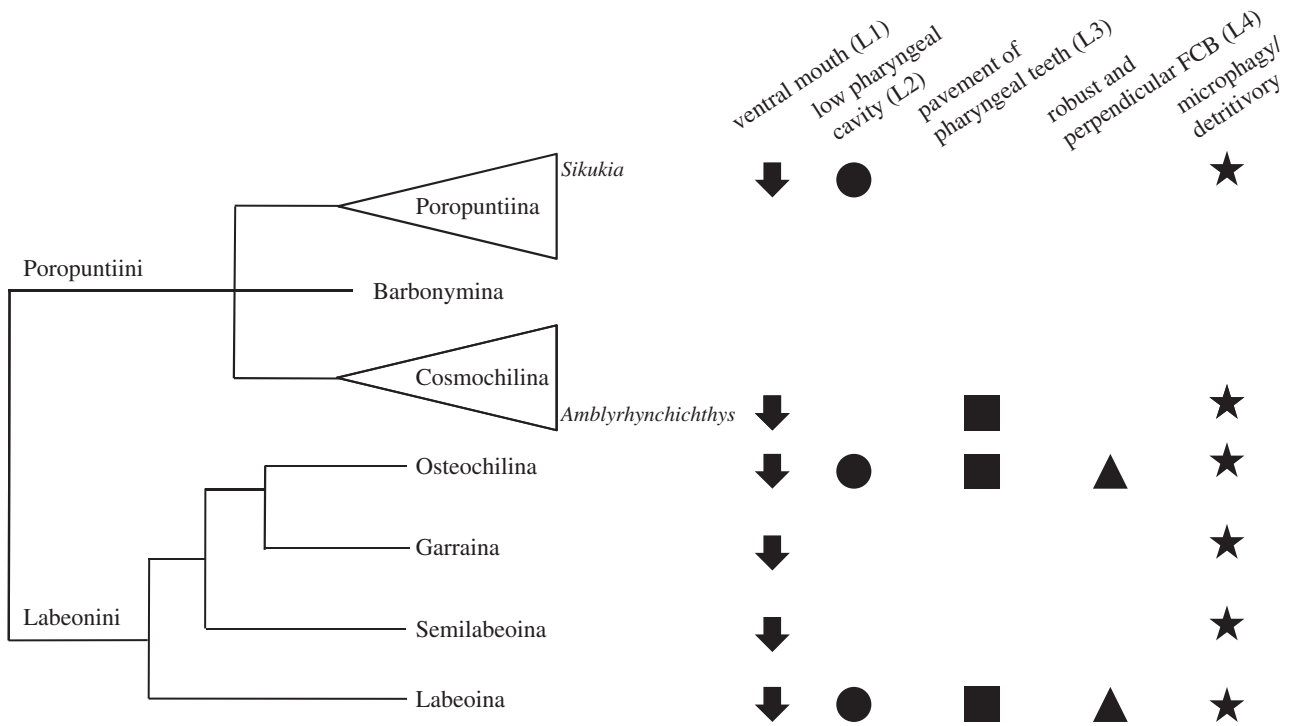 ventral mouth (L1)
low pharyngeal
cavity (L2)
pavement of
pharyngeal teeth (L3)
robust and
perpendicular FCB (L4)
microphagy/
detritivory
Sikukia
Poropuntiina
Poropuntiini
Barbonymina
Cosmochilina
Amblyrhynchichthys
Osteochilina
Garraina
Labeonini
Semilabeoina
Labeoina